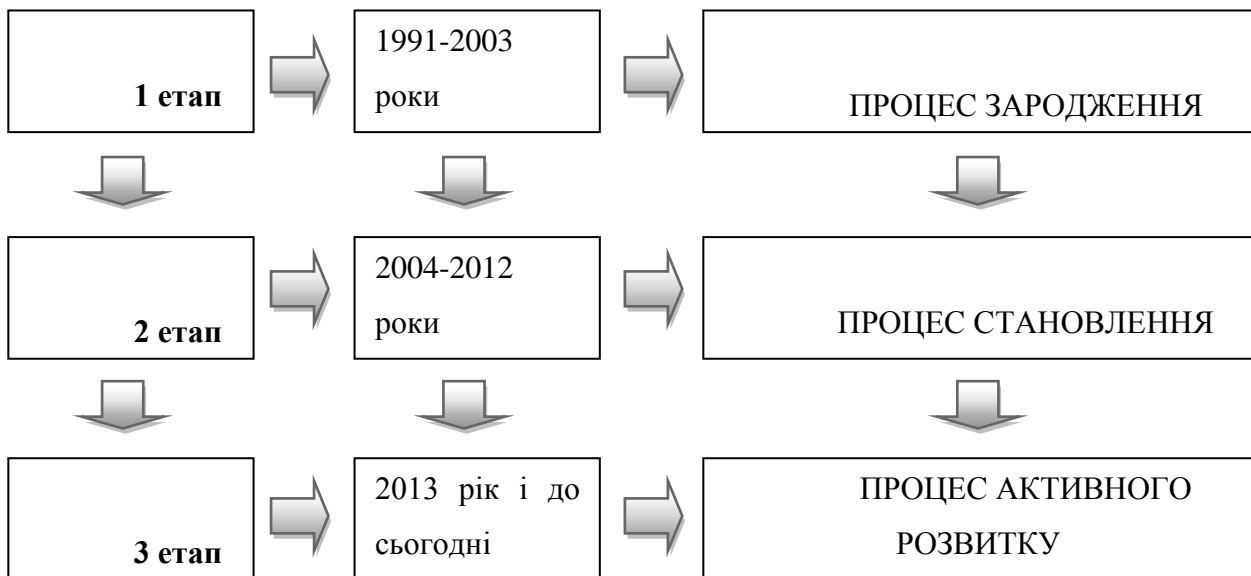 1 етап
1991-2003
роки
ПРОЦЕС ЗАРОДЖЕННЯ
2 етап
2004-2012
роки
ПРОЦЕС СТАНОВЛЕННЯ
3 етап
2013 рік і до
сьогодні
ПРОЦЕС АКТИВНОГО
РОЗВИТКУ